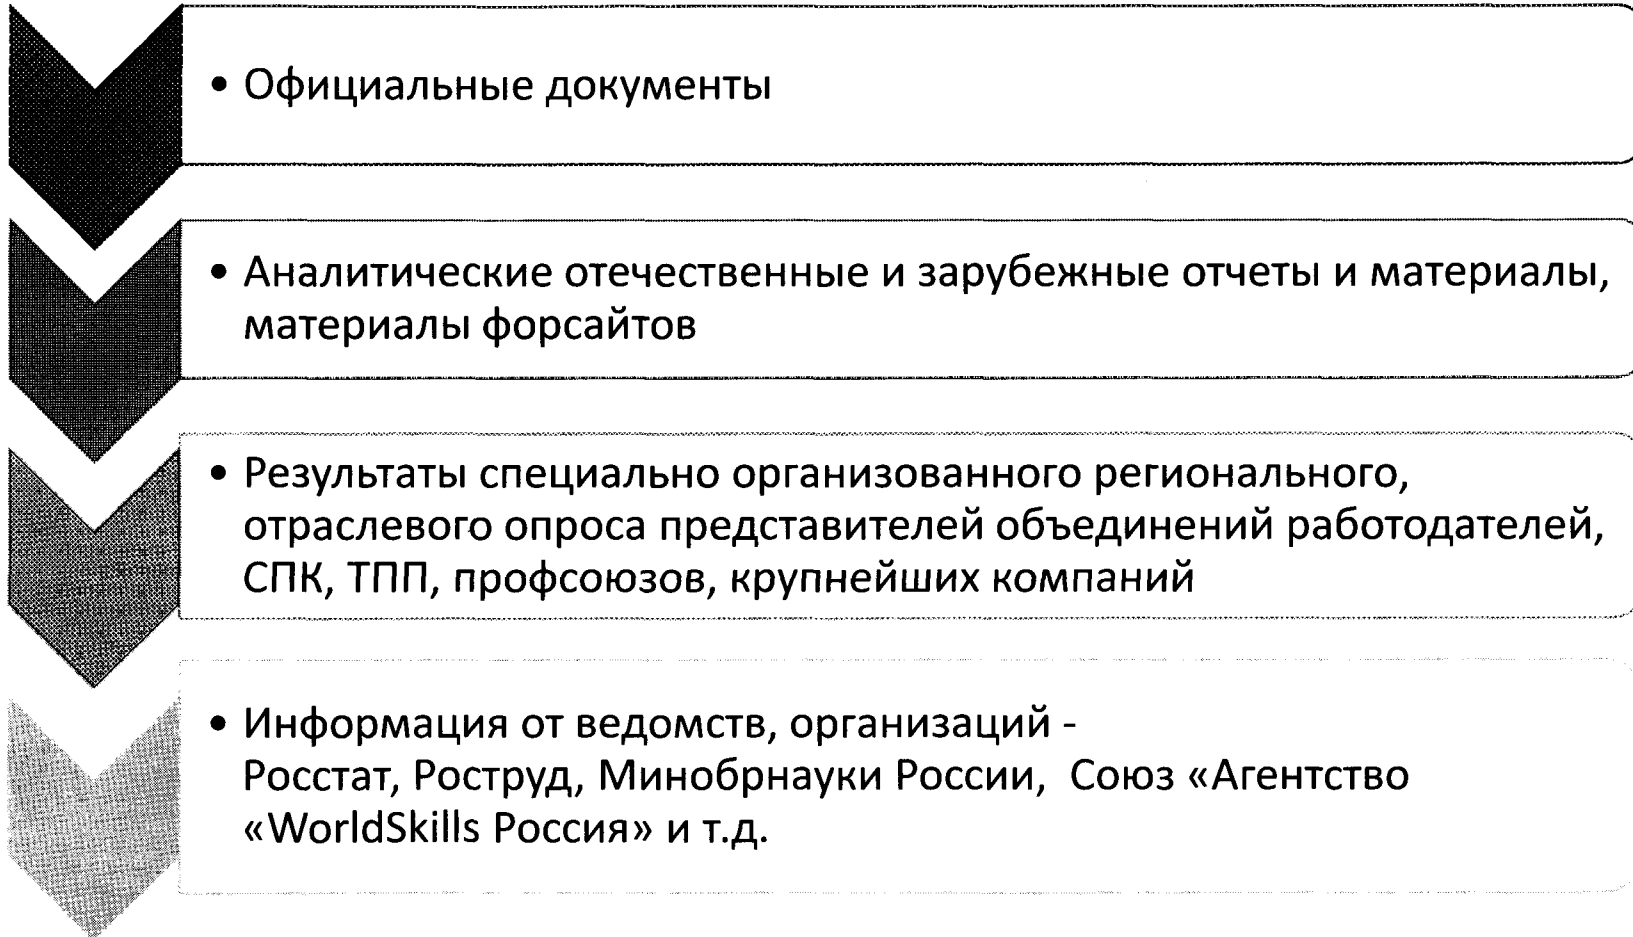 • Официальные документы
• Аналитические отечественные и зарубежные отчеты и материалы,
материалы форсайтов
• Результаты специально организованного регионального,
отраслевого опроса представителей объединений работодателей,
СПК, ТПП, профсоюзов, крупнейших компаний
• Информация от ведомств, организаций -
Росстат, Роструд, Минобрнауки России, Союз «Агентство
«WorldSkills Россия» и т.д.